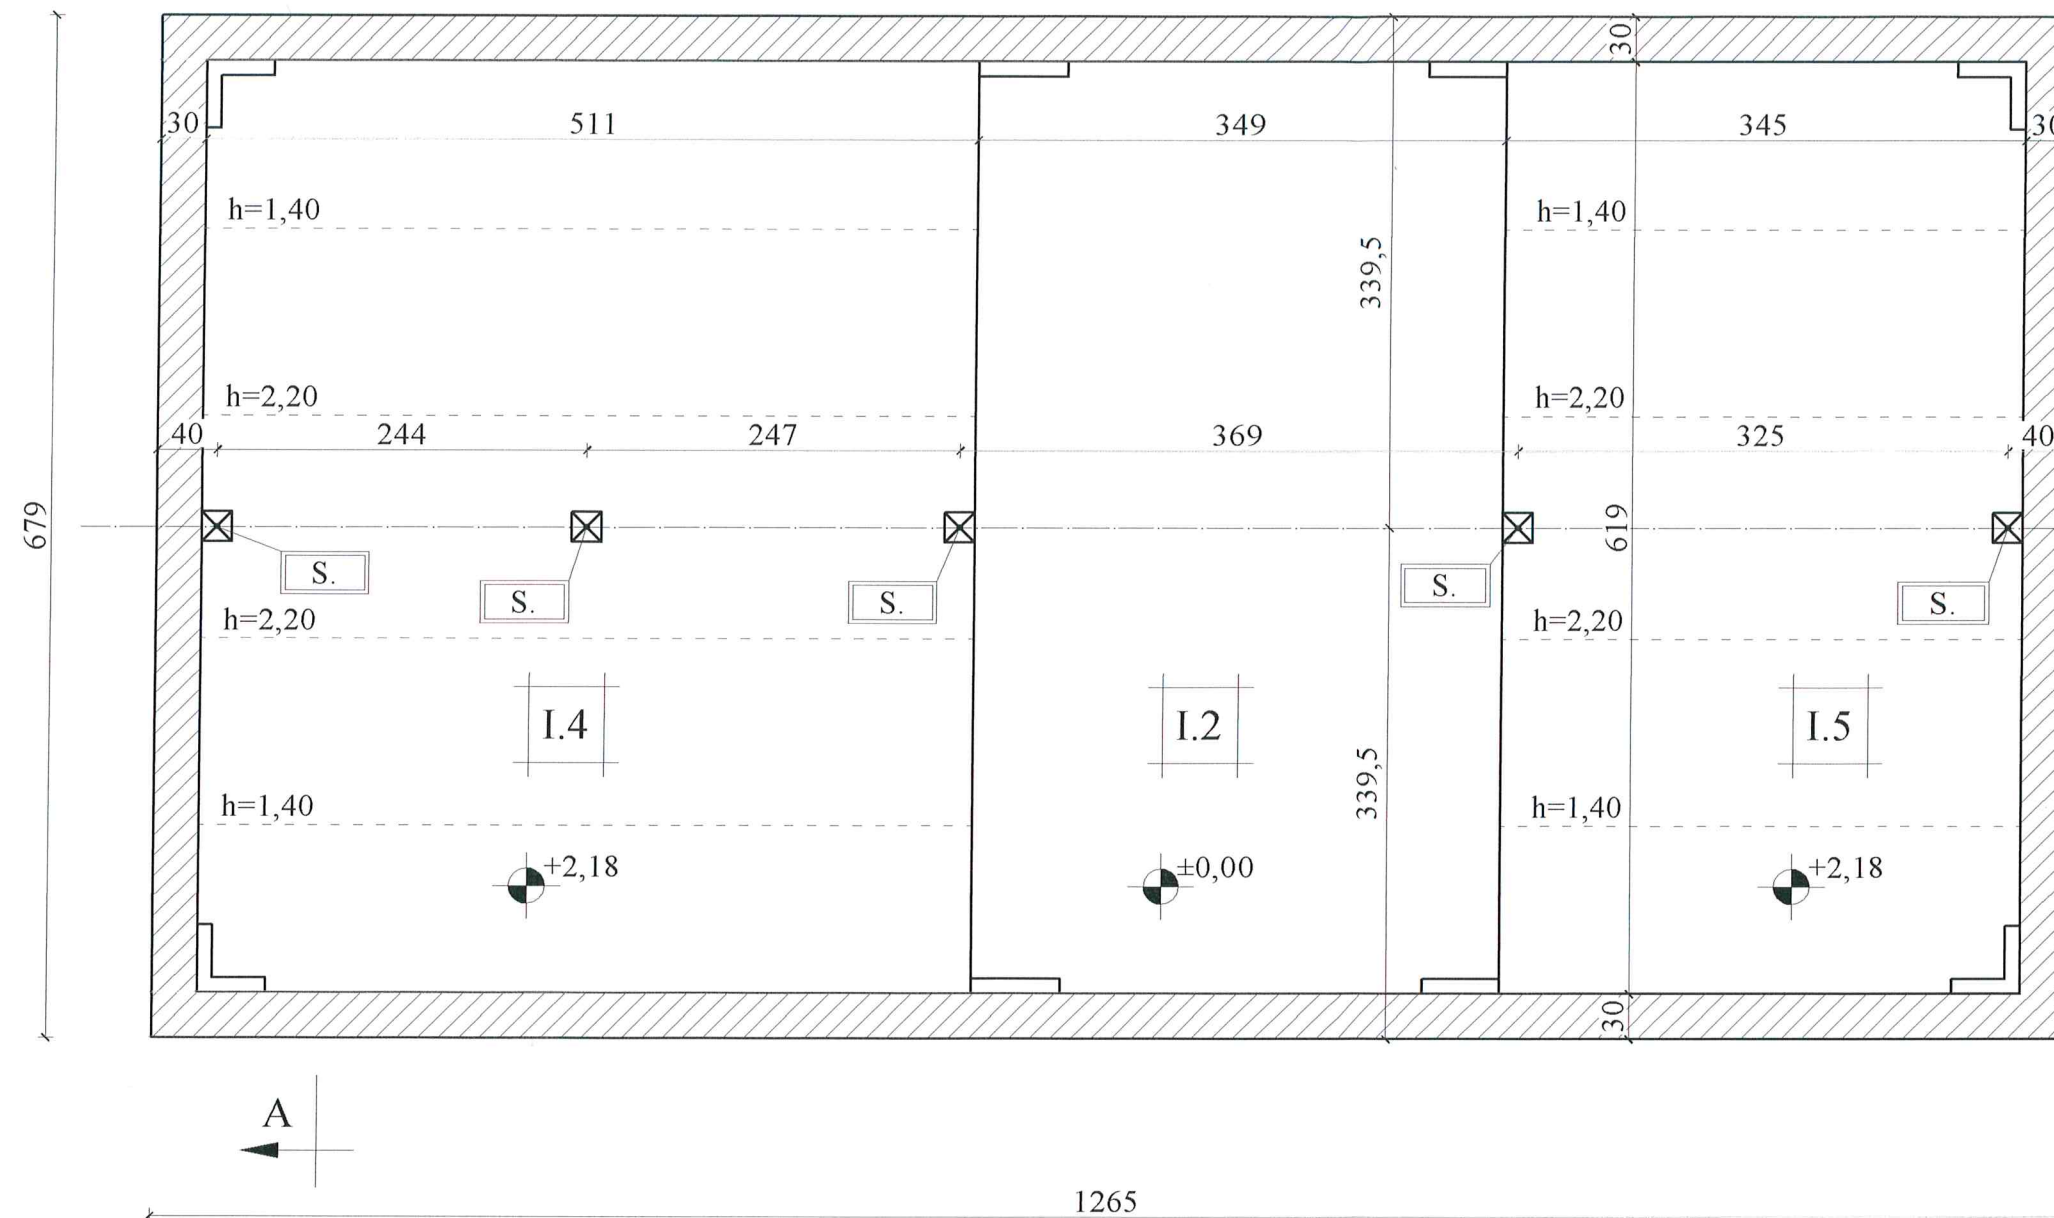 30
30 511 349 345 30
h=1,40 h=1,40
339,5
h=2,20 h=2,20
40 244 247 369 325 40
679
619
S.
S. S. S. S.
h=2,20 h=2,20
I.4 I.2 I.5
339,5
h=1,40 h=1,40
+2,18 ±0,00 +2,18
30
A
1265